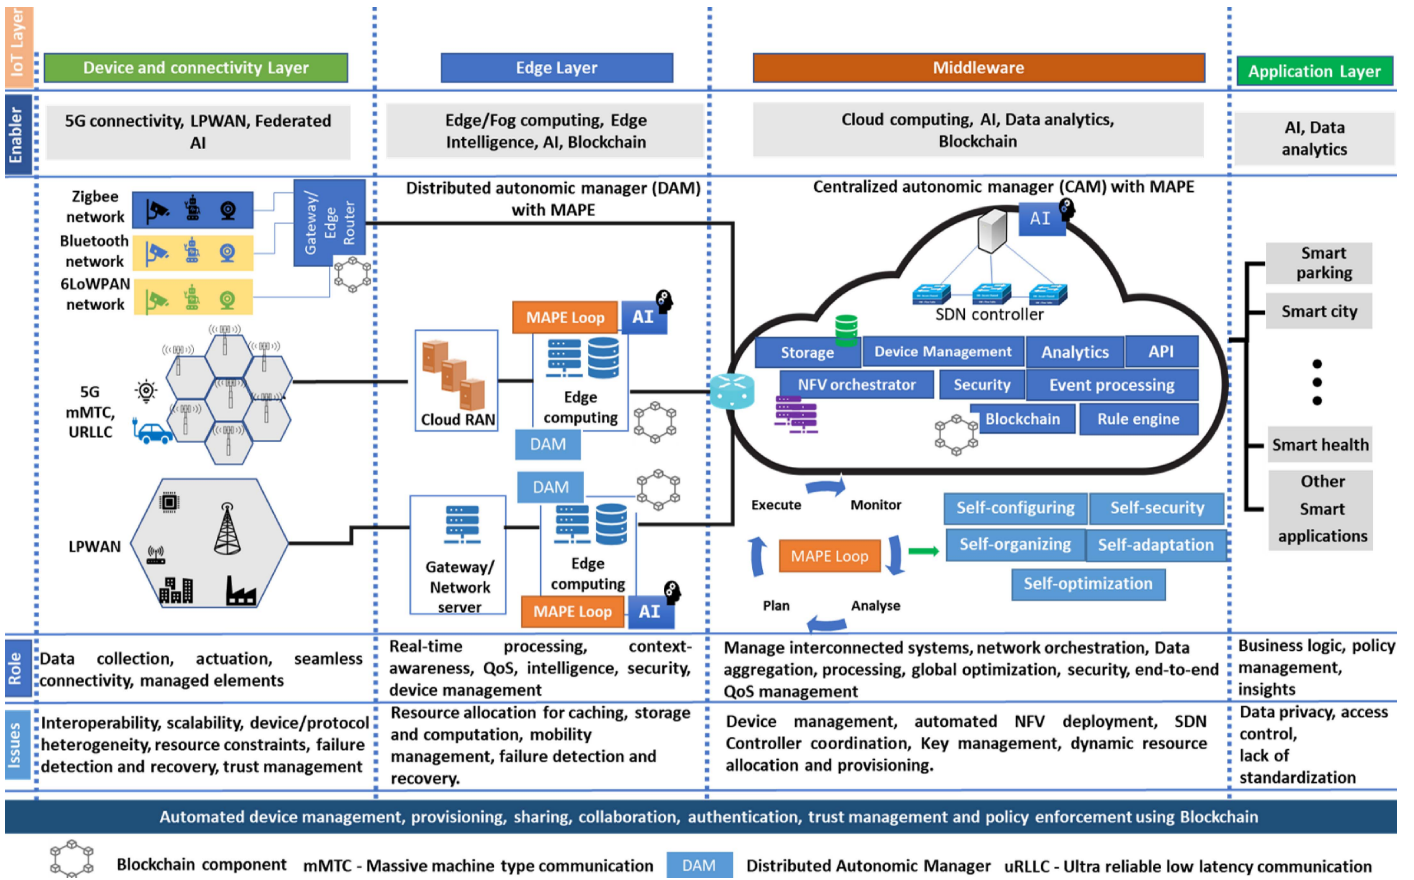 IoT Layer
Device and connectivity Layer
Edge Layer
Middleware
Application Layer
Enabler
5G connectivity, LPWAN, Federated
AI
Edge/Fog computing, Edge
Intelligence, AI, Blockchain
Cloud computing, AI, Data analytics,
Blockchain
AI, Data
analytics
Zigbee
network
Bluetooth
network
6LoWPAN
network
Gateway/
Edge
Router
5G
mMTC,
URLLC
LPWAN
Distributed autonomic manager (DAM)
with MAPE
MAPE Loop
AI
Cloud RAN
Edge
computing
DAM
DAM
Gateway/
Network
server
Edge
computing
MAPE Loop
AI
Centralized autonomic manager (CAM) with MAPE
AI
SDN controller
Storage
Device Management
Analytics
API
NFV orchestrator
Security
Event processing
Blockchain
Rule engine
Execute
Monitor
MAPE Loop
Plan
Analyse
Self-configuring
Self-security
Self-organizing
Self-adaptation
Self-optimization
Smart
parking
Smart city
Smart health
Other
Smart
applications
Role
Data collection, actuation, seamless
connectivity, managed elements
Real-time processing, context-
awareness, QoS, intelligence, security,
device management
Manage interconnected systems, network orchestration, Data
aggregation, processing, global optimization, security, end-to-end
QoS management
Business logic, policy
management,
insights
Issues
Interoperability, scalability, device/protocol
heterogeneity, resource constraints, failure
detection and recovery, trust management
Resource allocation for caching, storage
and computation, mobility
management, failure detection and
recovery.
Device management, automated NFV deployment, SDN
Controller coordination, Key management, dynamic resource
allocation and provisioning.
Data privacy, access
control,
lack of
standardization
Automated device management, provisioning, sharing, collaboration, authentication, trust management and policy enforcement using Blockchain
Blockchain component
mMTC - Massive machine type communication
DAM
Distributed Autonomic Manager
uRLLC - Ultra reliable low latency communication